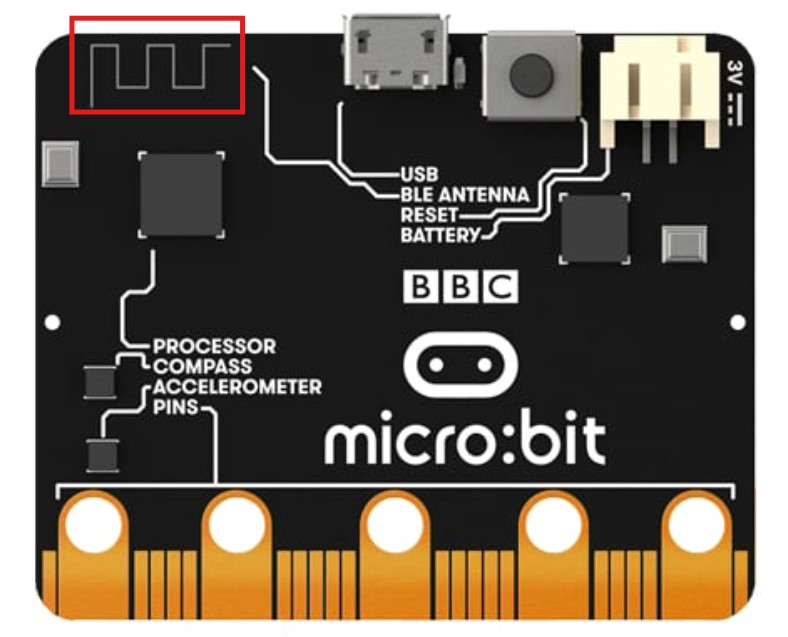 3V
USB
BLE ANTENNA
RESET
BATTERY
BBC
PROCESSOR
COMPASS
ACCELEROMETER
PINS
micro:bit